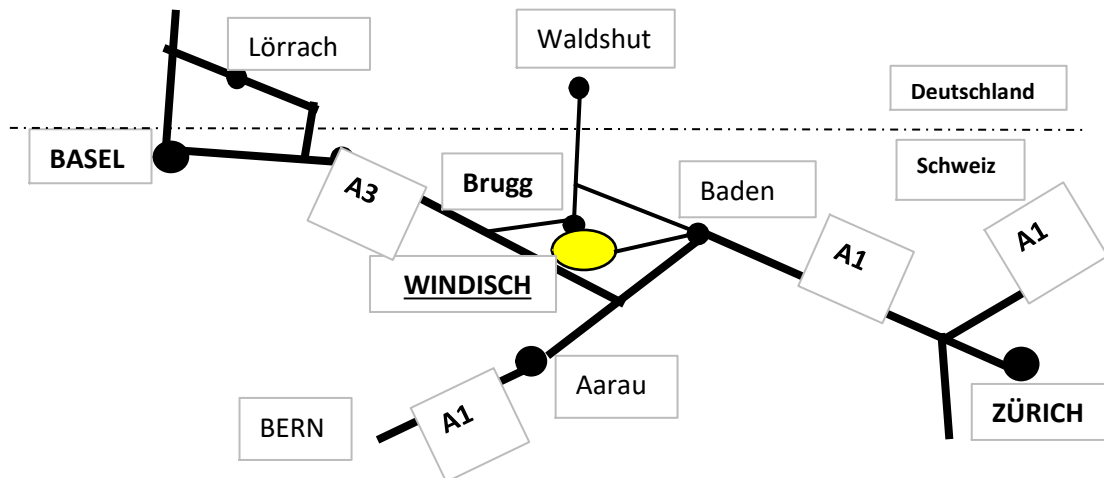 Lörrach
Waldshut
Deutschland
BASEL
Schweiz
A3
Brugg
Baden
A1
A1
WINDISCH
Aarau
BERN
A1
ZÜRICH